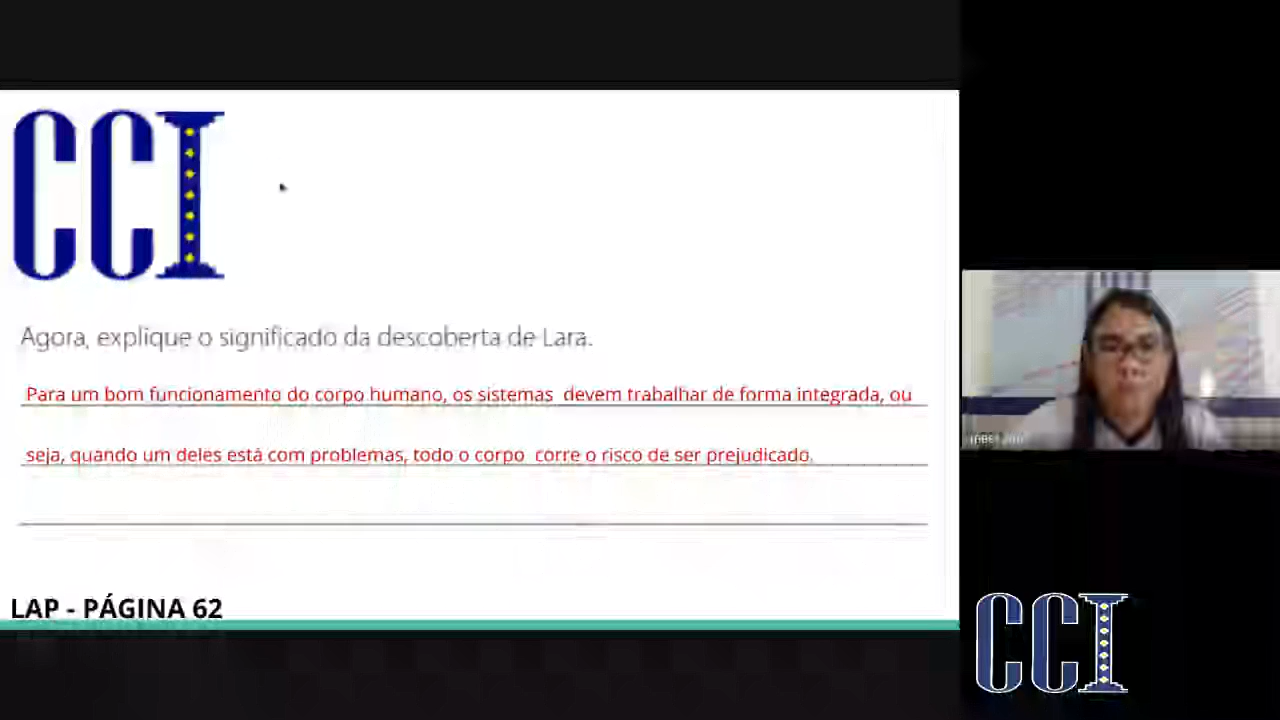 CCI
Agora, explique o significado da descoberta de Lara.
Para um bom funcionamento do corpo humano, os sistemas devem trabalhar de forma integrada, ou
seja, quando um deles está com problemas, todo o corpo corre o risco de ser prejudicado.
LAP - PÁGINA 62
CCI